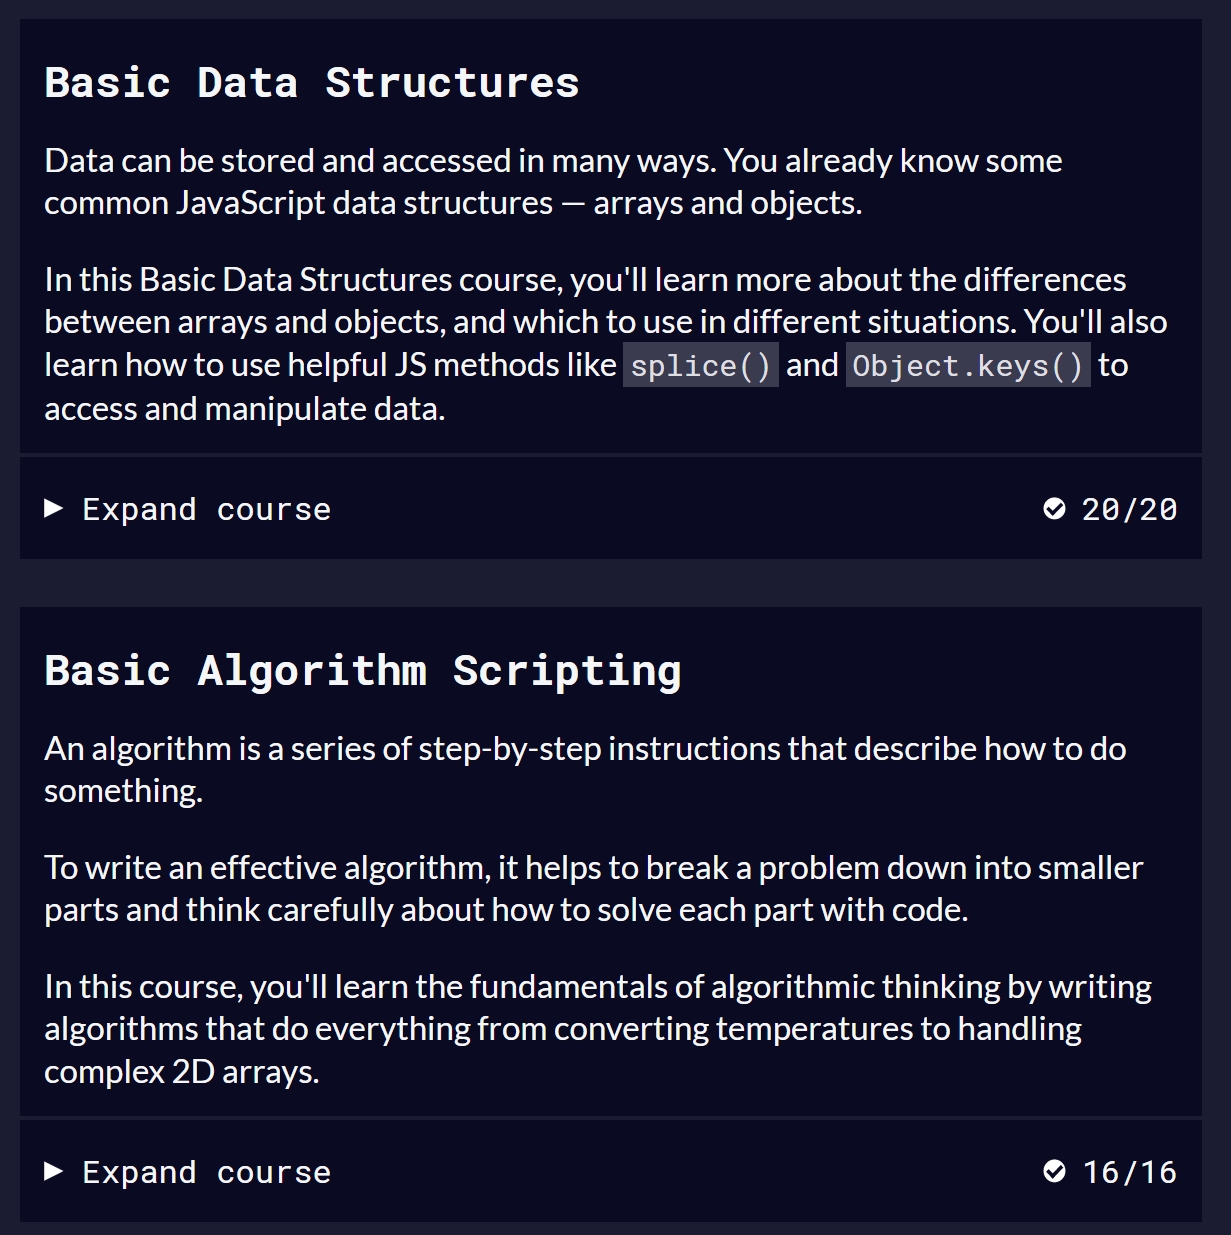 Basic Data Structures
Data can be stored and accessed in many ways. You already know some
common JavaScript data structures — arrays and objects.
In this Basic Data Structures course, you'll learn more about the differences
between arrays and objects, and which to use in different situations. You'll also
learn how to use helpful JS methods like splice() and Object.keys() to
access and manipulate data.
▶ Expand course 20/20
Basic Algorithm Scripting
An algorithm is a series of step-by-step instructions that describe how to do
something.
To write an effective algorithm, it helps to break a problem down into smaller
parts and think carefully about how to solve each part with code.
In this course, you'll learn the fundamentals of algorithmic thinking by writing
algorithms that do everything from converting temperatures to handling
complex 2D arrays.
▶ Expand course 16/16